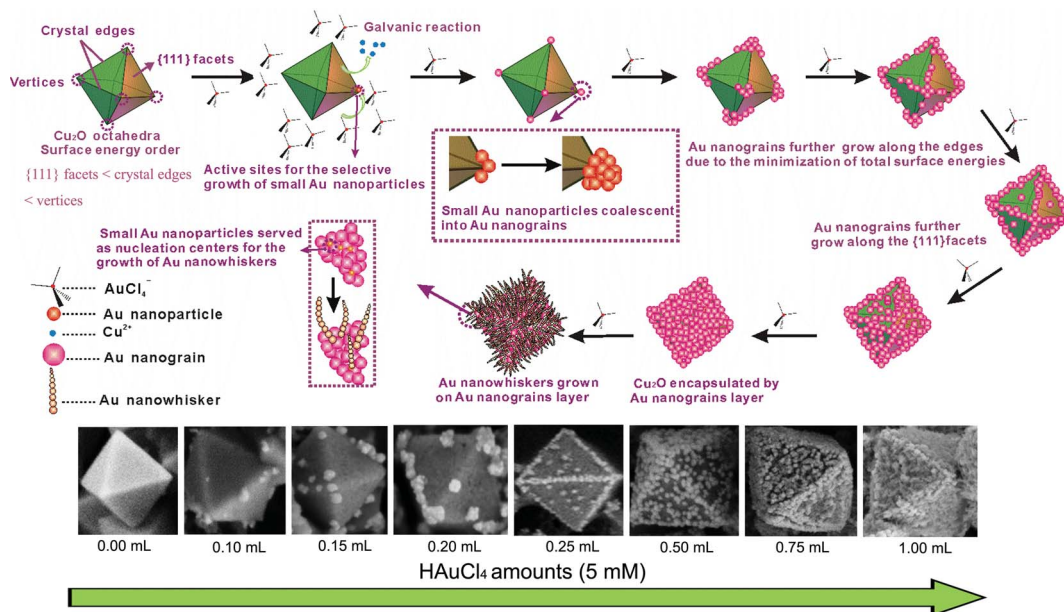 Crystal edges
{111} facets
Vertices
Cu₂O octahedra
Surface energy order
{111} facets < crystal edges
< vertices
Galvanic reaction
Active sites for the selective
growth of small Au nanoparticles
Small Au nanoparticles coalescent
into Au nanograins
Au nanograins further grow along the edges
due to the minimization of total surface energies
Au nanograins further
grow along the {111}facets
Small Au nanoparticles served
as nucleation centers for the
growth of Au nanowhiskers
AuCl₄⁻
Au nanoparticle
Cu²⁺
Au nanograin
Au nanowhisker
Au nanowhiskers grown
on Au nanograins layer
Cu₂O encapsulated by
Au nanograins layer
0.00 mL
0.10 mL
0.15 mL
0.20 mL
0.25 mL
0.50 mL
0.75 mL
1.00 mL
HAuCl₄ amounts (5 mM)